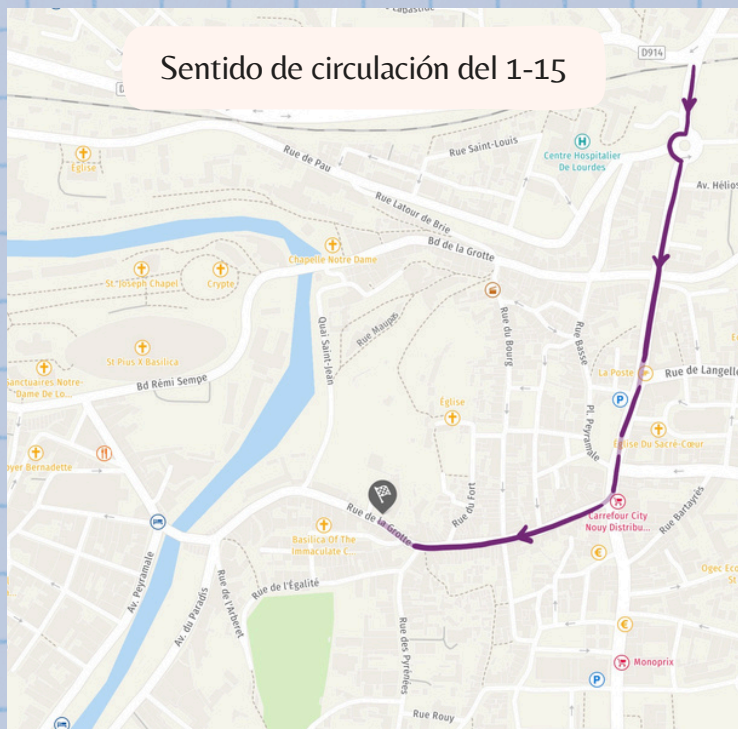 Sentido de circulación del 1-15
D914
Rue Saint-Louis
Centre Hospitalier
De Lourdes
Église
Rue de Pau
Av. Hélios
Rue Latour de Brie
Bd de la Grotte
Chapelle Notre Dame
St Joseph Chapel
Crypte
Quai Saint-Jean
Rue Maupas
Rue du Bourg
Rue Basse
St Pius X Basilica
La Poste
Rue de Langelle
Bd Rémi Sempe
Sanctuaires Notre-
Dame De Lo...
P
Église
Pl. Peyramale
Église Du Sacré-Cœur
oyer Bernadette
Rue du Fort
Carrefour City
Nouy Distribu...
Rue Bartayrès
Rue de La Grotte
Basilica Of The
Immaculate C...
Rue de l'Égalité
Ogec Eco
St
Av. Peyramale
Av. du Paradis
Rue de l'Arberet
Rue des Pyrénées
Monoprix
P
Rue Rouy